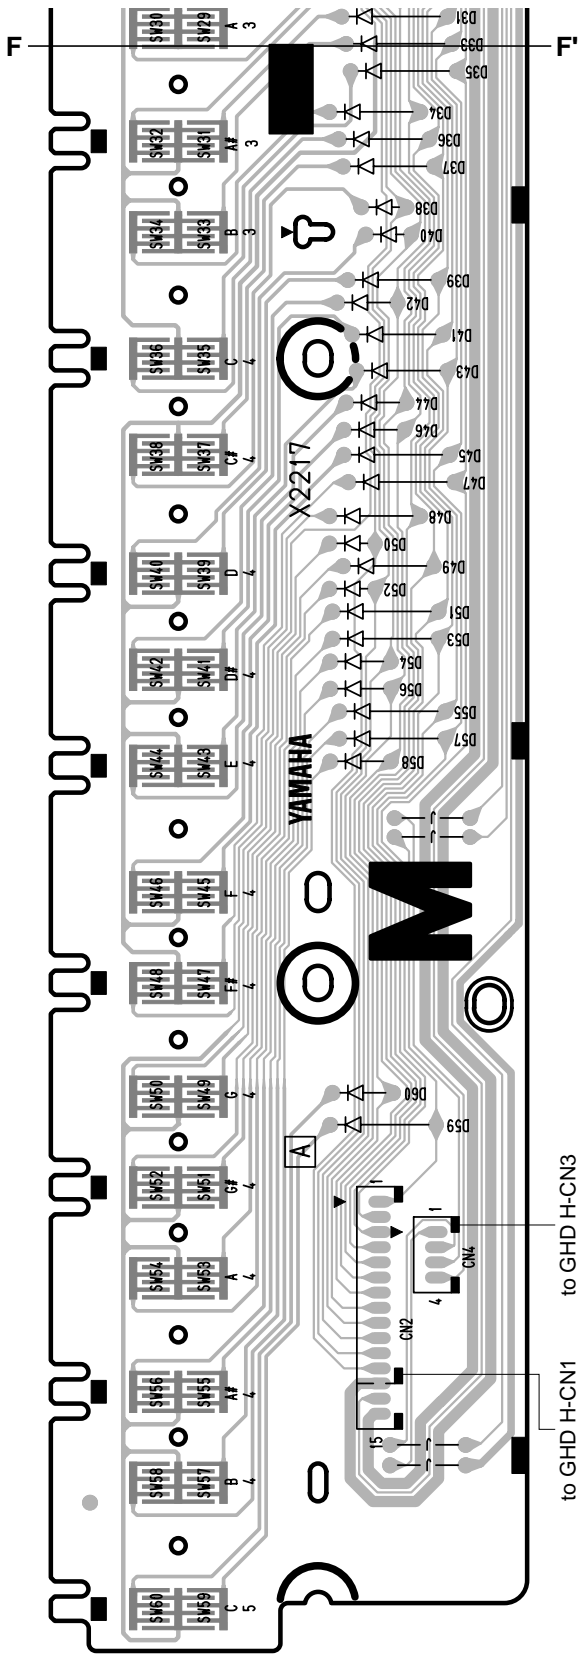 F F'
SW30 SW29 A 3
D31
D33
D35
D34
SW32 SW31 A# 3
D36
D37
D38
SW34 SW33 B 3
D40
D39
D42
D41
SW36 SW35 C 4
D43
D44
D46
SW38 SW37 C# 4
D45
D47
X2217
D48
D50
SW40 SW39 D 4
D49
D52
D51
D53
SW42 SW41 D# 4
D54
D56
D55
D57
SW44 SW43 E 4
D58
YAMAHA
J
J
SW46 SW45 F 4
M
SW48 SW47 F# 4
SW50 SW49 G 4
D60
D59
A
SW52 SW51 G# 4
1
1
to GHD H-CN3
CN4
4
SW54 SW53 A 4
CN2
SW56 SW55 A# 4
to GHD H-CN1
15
J
J
SW58 SW57 B 4
SW60 SW59 C 5